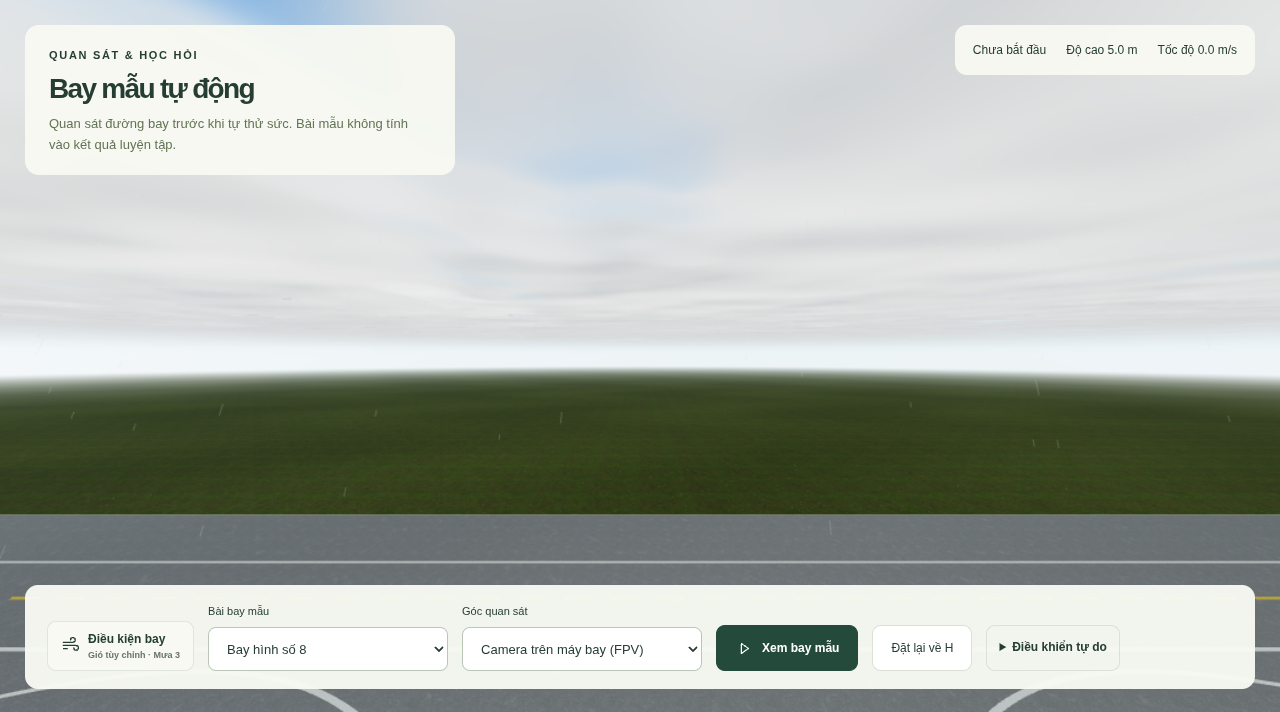 QUAN SÁT & HỌC HỎI
Bay mẫu tự động
Quan sát đường bay trước khi tự thử sức. Bài mẫu không tính
vào kết quả luyện tập.
Chưa bắt đầu Độ cao 5.0 m Tốc độ 0.0 m/s
Điều kiện bay
Gió tùy chỉnh · Mưa 3
Bài bay mẫu
Bay hình số 8
Góc quan sát
Camera trên máy bay (FPV)
Xem bay mẫu
Đặt lại về H
Điều khiển tự do